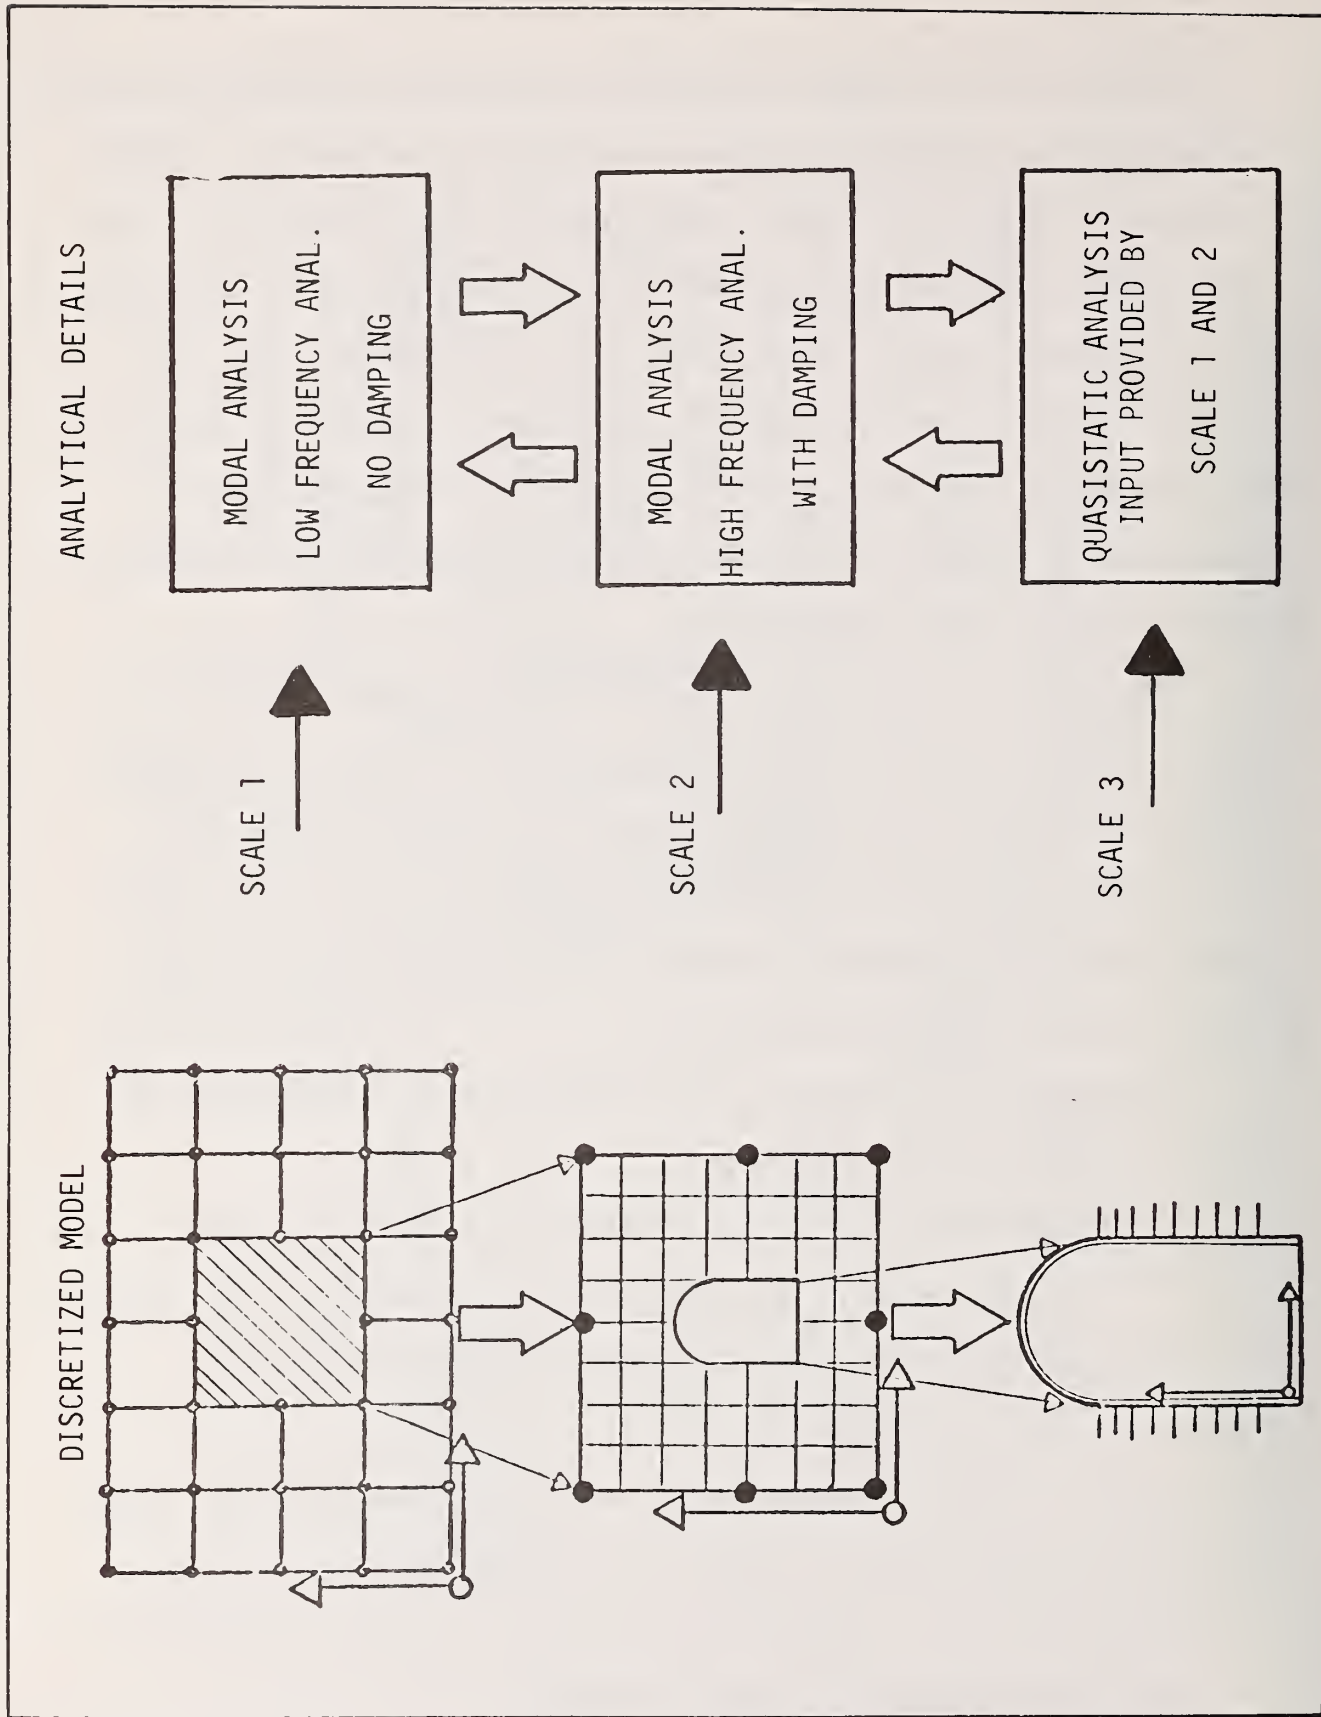 DISCRETIZED MODEL
ANALYTICAL DETAILS
SCALE 1
MODAL ANALYSIS
LOW FREQUENCY ANAL.
NO DAMPING
SCALE 2
MODAL ANALYSIS
HIGH FREQUENCY ANAL.
WITH DAMPING
SCALE 3
QUASISTATIC ANALYSIS
INPUT PROVIDED BY
SCALE 1 AND 2